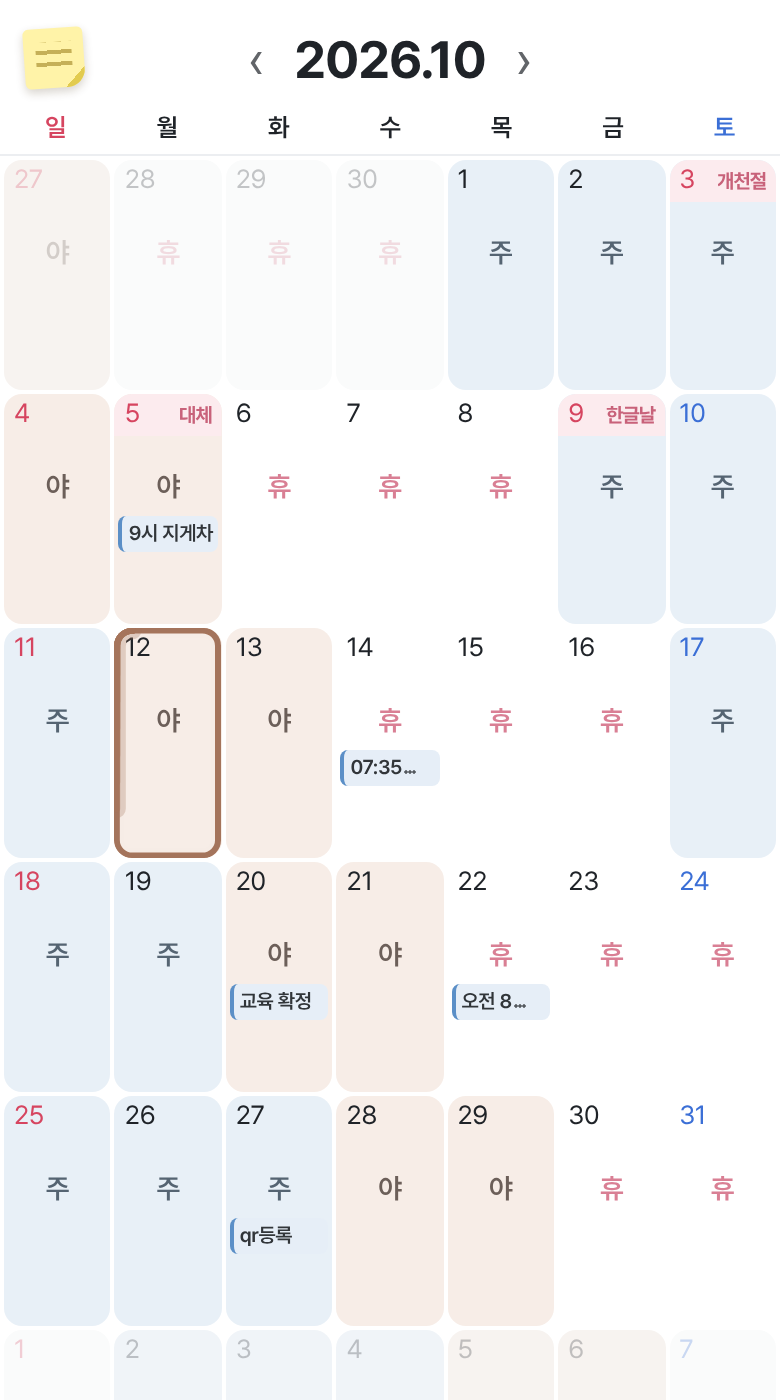 ‹ 2026.10 ›
일 월 화 수 목 금 토
27 28 29 30 1 2 3 개천절
야 휴 휴 휴 주 주 주
4 5 대체 6 7 8 9 한글날 10
야 야 휴 휴 휴 주 주
9시 지게차
11 12 13 14 15 16 17
주 야 야 휴 휴 휴 주
07:35...
18 19 20 21 22 23 24
주 주 야 야 휴 휴 휴
교육 확정 오전 8...
25 26 27 28 29 30 31
주 주 주 야 야 휴 휴
qr등록
1 2 3 4 5 6 7